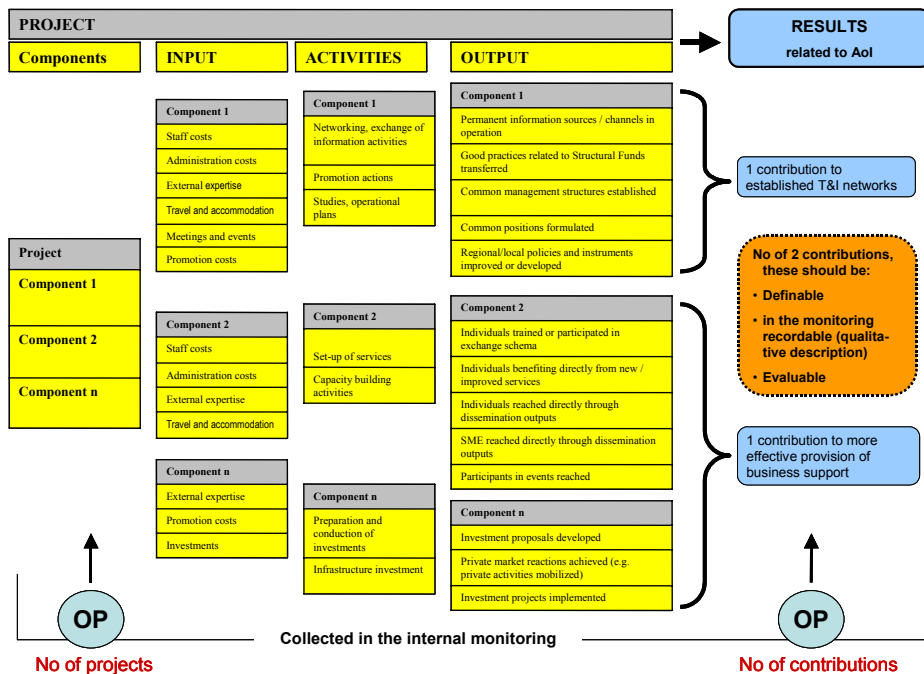 PROJECT
RESULTS
related to AoI
Components
INPUT
ACTIVITIES
OUTPUT
Project
Component 1
Component 2
Component n
Component 1
Staff costs
Administration costs
External expertise
Travel and accommodation
Meetings and events
Promotion costs
Component 2
Staff costs
Administration costs
External expertise
Travel and accommodation
Component n
External expertise
Promotion costs
Investments
Component 1
Networking, exchange of
information activities
Promotion actions
Studies, operational
plans
Component 2
Set-up of services
Capacity building
activities
Component n
Preparation and
conduction of
investments
Infrastructure investment
Component 1
Permanent information sources / channels in
operation
Good practices related to Structural Funds
transferred
Common management structures established
Common positions formulated
Regional/local policies and instruments
improved or developed
Component 2
Individuals trained or participated in
exchange schema
Individuals benefiting directly from new /
improved services
Individuals reached directly through
dissemination outputs
SME reached directly through dissemination
outputs
Participants in events reached
Component n
Investment proposals developed
Private market reactions achieved (e.g.
private activities mobilized)
Investment projects implemented
1 contribution to
established T&I networks
No of 2 contributions,
these should be:
• Definable
• in the monitoring
recordable (qualita-
tive description)
• Evaluable
1 contribution to more
effective provision of
business support
OP
Collected in the internal monitoring
OP
No of projects
No of contributions